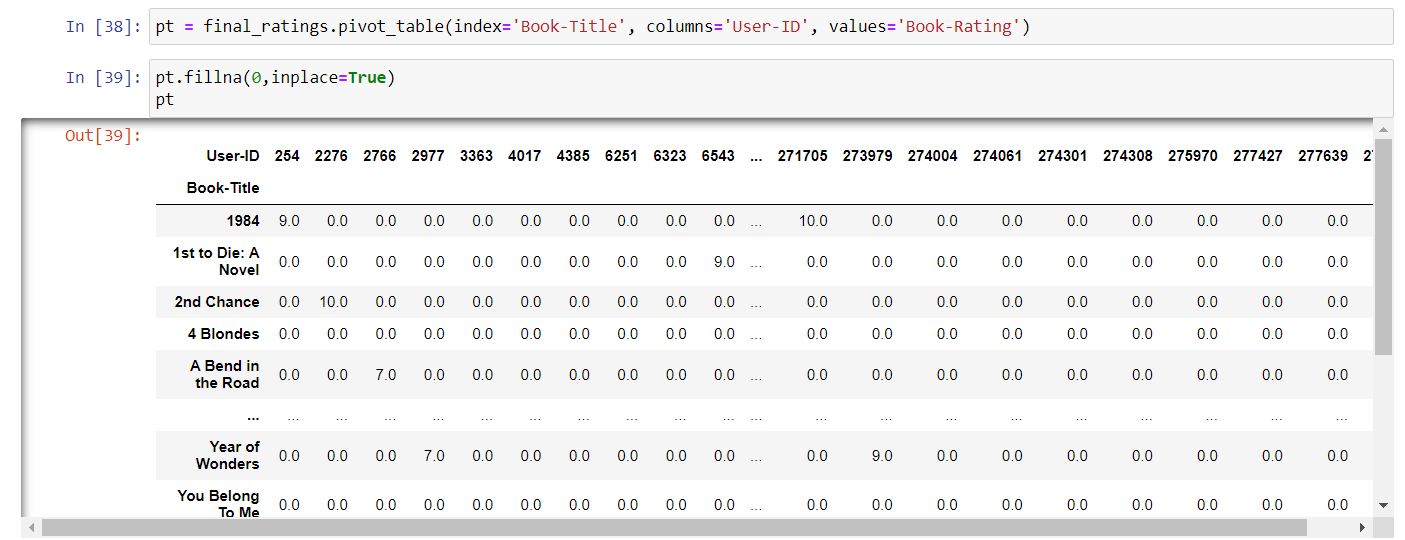 In [38]: pt = final_ratings.pivot_table(index='Book-Title', columns='User-ID', values='Book-Rating')
In [39]: pt.fillna(0,inplace=True)
pt
Out[39]:
User-ID 254 2276 2766 2977 3363 4017 4385 6251 6323 6543 ... 271705 273979 274004 274061 274301 274308 275970 277427 277639
Book-Title
1984 9.0 0.0 0.0 0.0 0.0 0.0 0.0 0.0 0.0 0.0 ... 10.0 0.0 0.0 0.0 0.0 0.0 0.0 0.0 0.0
1st to Die: A
Novel 0.0 0.0 0.0 0.0 0.0 0.0 0.0 0.0 0.0 9.0 ... 0.0 0.0 0.0 0.0 0.0 0.0 0.0 0.0 0.0
2nd Chance 0.0 10.0 0.0 0.0 0.0 0.0 0.0 0.0 0.0 0.0 ... 0.0 0.0 0.0 0.0 0.0 0.0 0.0 0.0 0.0
4 Blondes 0.0 0.0 0.0 0.0 0.0 0.0 0.0 0.0 0.0 0.0 ... 0.0 0.0 0.0 0.0 0.0 0.0 0.0 0.0 0.0
A Bend in
the Road 0.0 0.0 7.0 0.0 0.0 0.0 0.0 0.0 0.0 0.0 ... 0.0 0.0 0.0 0.0 0.0 0.0 0.0 0.0 0.0
... ... ... ... ... ... ... ... ... ... ... ... ... ... ... ... ... ... ... ... ...
Year of
Wonders 0.0 0.0 0.0 7.0 0.0 0.0 0.0 0.0 0.0 0.0 ... 0.0 9.0 0.0 0.0 0.0 0.0 0.0 0.0 0.0
You Belong
To Me 0.0 0.0 0.0 0.0 0.0 0.0 0.0 0.0 0.0 0.0 ... 0.0 0.0 0.0 0.0 0.0 0.0 0.0 0.0 0.0